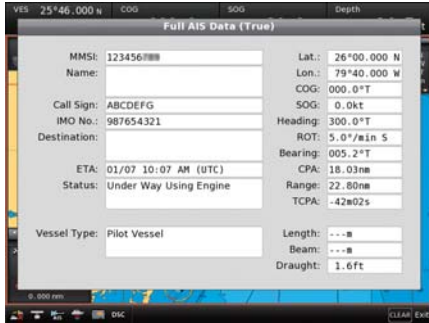 VES 25°46.000 N COG SOG Depth
Full AIS Data (True)
MMSI: 123456
Name:
Call Sign: ABCDEFG
IMO No.: 987654321
Destination:
ETA: 01/07 10:07 AM (UTC)
Status: Under Way Using Engine
Vessel Type: Pilot Vessel
Lat.: 26°00.000 N
Lon.: 79°40.000 W
COG: 000.0°T
SOG: 0.0kt
Heading: 300.0°T
ROT: 5.0°/min S
Bearing: 005.2°T
CPA: 18.03nm
Range: 22.80nm
TCPA: -42m02s
Length: ---m
Beam: ---m
Draught: 1.6ft
0.000 nm
DSC
CLEAR Exit